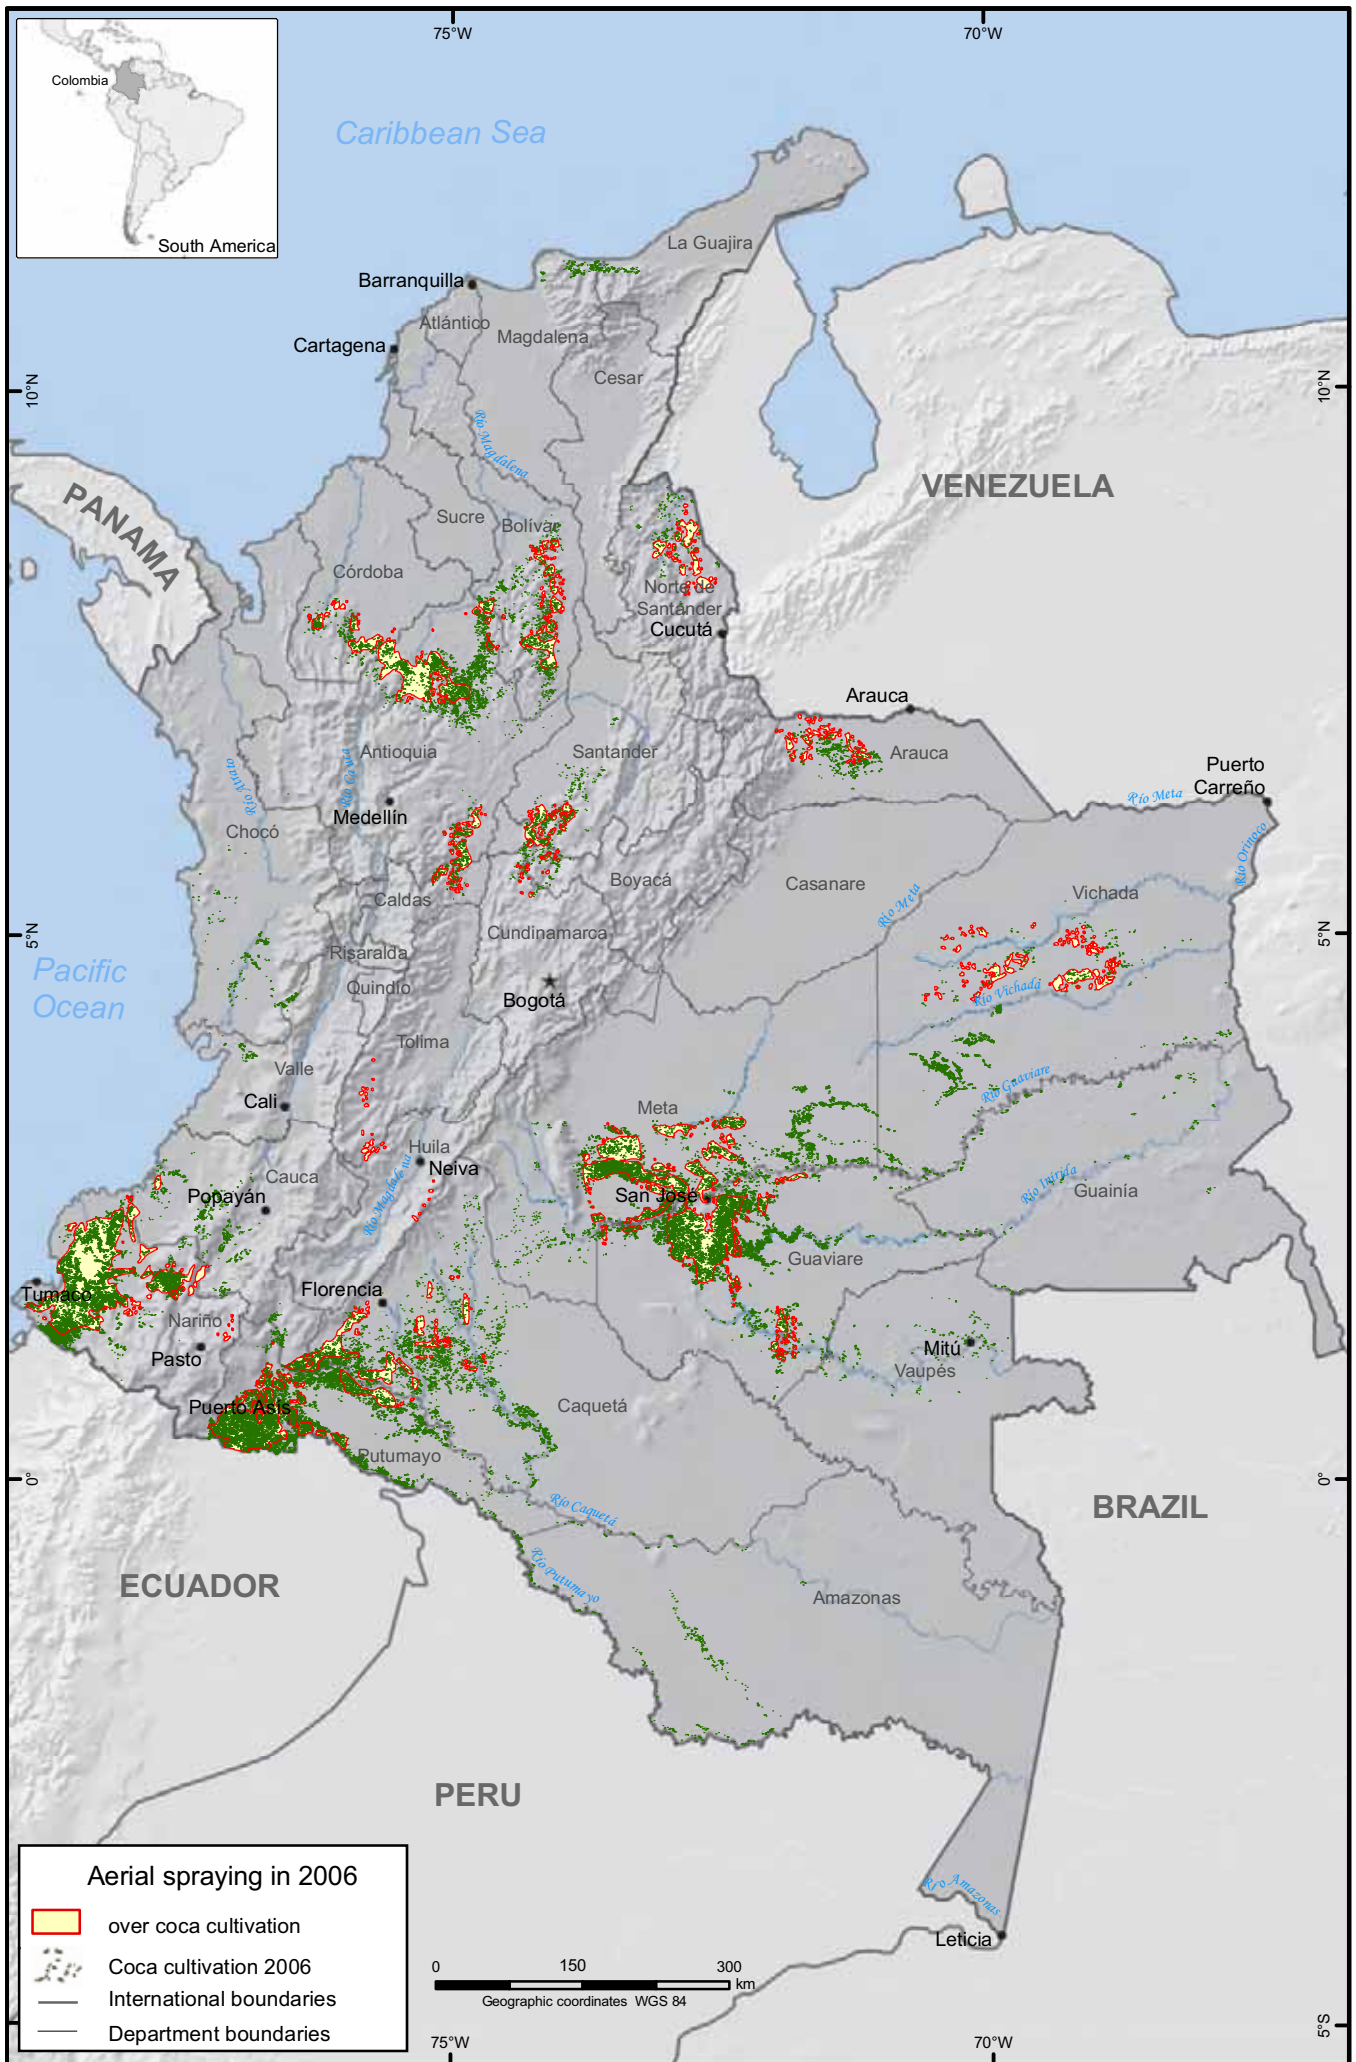 75°W
70°W
Colombia
South America
Caribbean Sea
La Guajira
Barranquilla
Atlántico
Magdalena
Cartagena
Cesar
10°N
10°N
Río Magdalena
VENEZUELA
PANAMA
Sucre
Bolívar
Córdoba
Norte de
Santander
Cucutá
Arauca
Antioquia
Santander
Arauca
Puerto
Carreño
Río Meta
Río Atrato
Río Cauca
Medellín
Chocó
Río Orinoco
Boyacá
Casanare
Vichada
Caldas
Río Meta
Cundinamarca
5°N
5°N
Risaralda
Pacific
Ocean
Quindío
Bogotá
Río Vichada
Tolima
Valle
Río Guaviare
Cali
Meta
Huila
Neiva
Cauca
Río Magdalena
Popayán
San José
Río Inírida
Guainía
Guaviare
Florencia
Tumaco
Nariño
Pasto
Mitú
Vaupés
Puerto Asís
Caquetá
Putumayo
0°
0°
Río Caquetá
BRAZIL
ECUADOR
Río Putumayo
Amazonas
PERU
Río Amazonas
Leticia
Aerial spraying in 2006
over coca cultivation
Coca cultivation 2006
International boundaries
Department boundaries
0 150 300
km
Geographic coordinates WGS 84
5°S
75°W
70°W